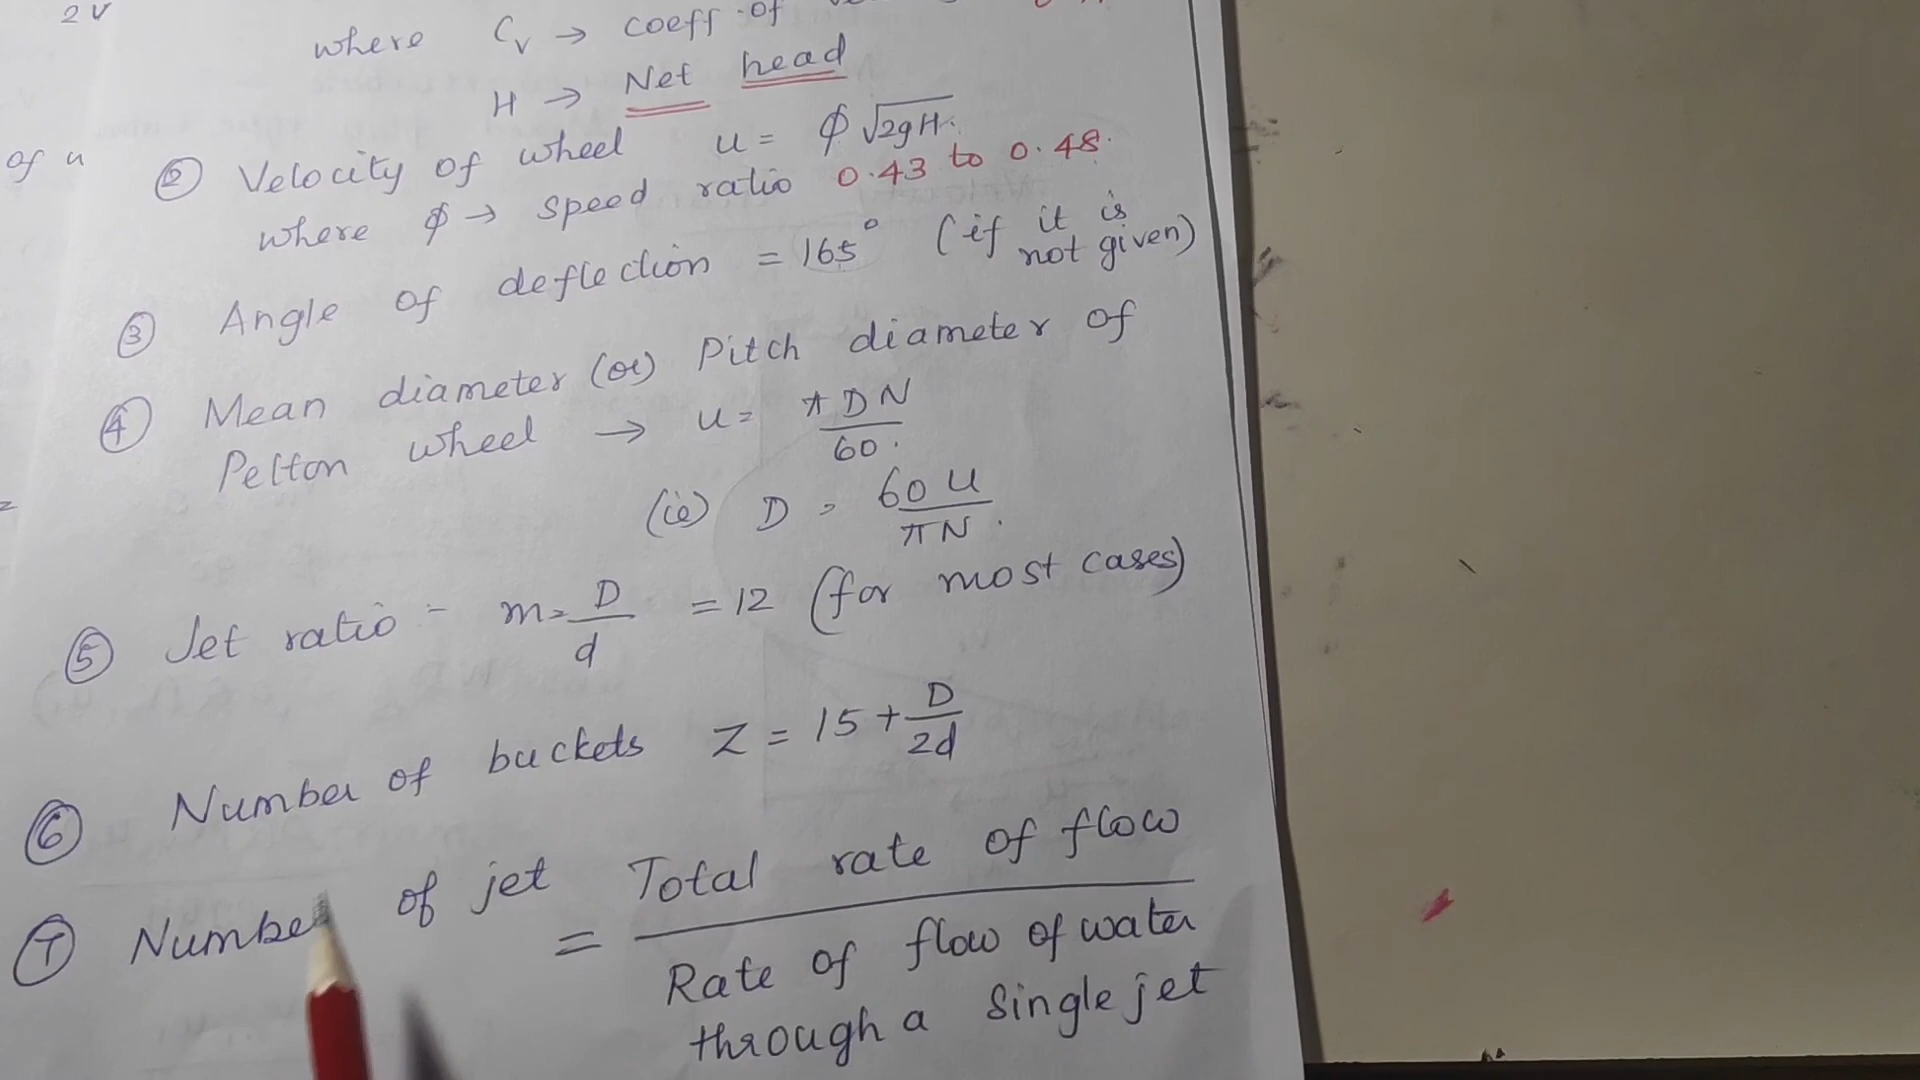 2V
where Cv → coeff. of
H → Net head
of u
② Velocity of wheel u = φ √2gH.
where φ → speed ratio 0.43 to 0.48.
③ Angle of deflection = 165° (if it is not given)
④ Mean diameter (or) Pitch diameter of
Pelton wheel → u = πDN/60.
(ie) D = 60 u/πN.
⑤ Jet ratio - m = D/d = 12 (for most cases)
⑥ Number of buckets Z = 15 + D/2d
⑦ Number of jet = Total rate of flow
Rate of flow of water
through a Single jet